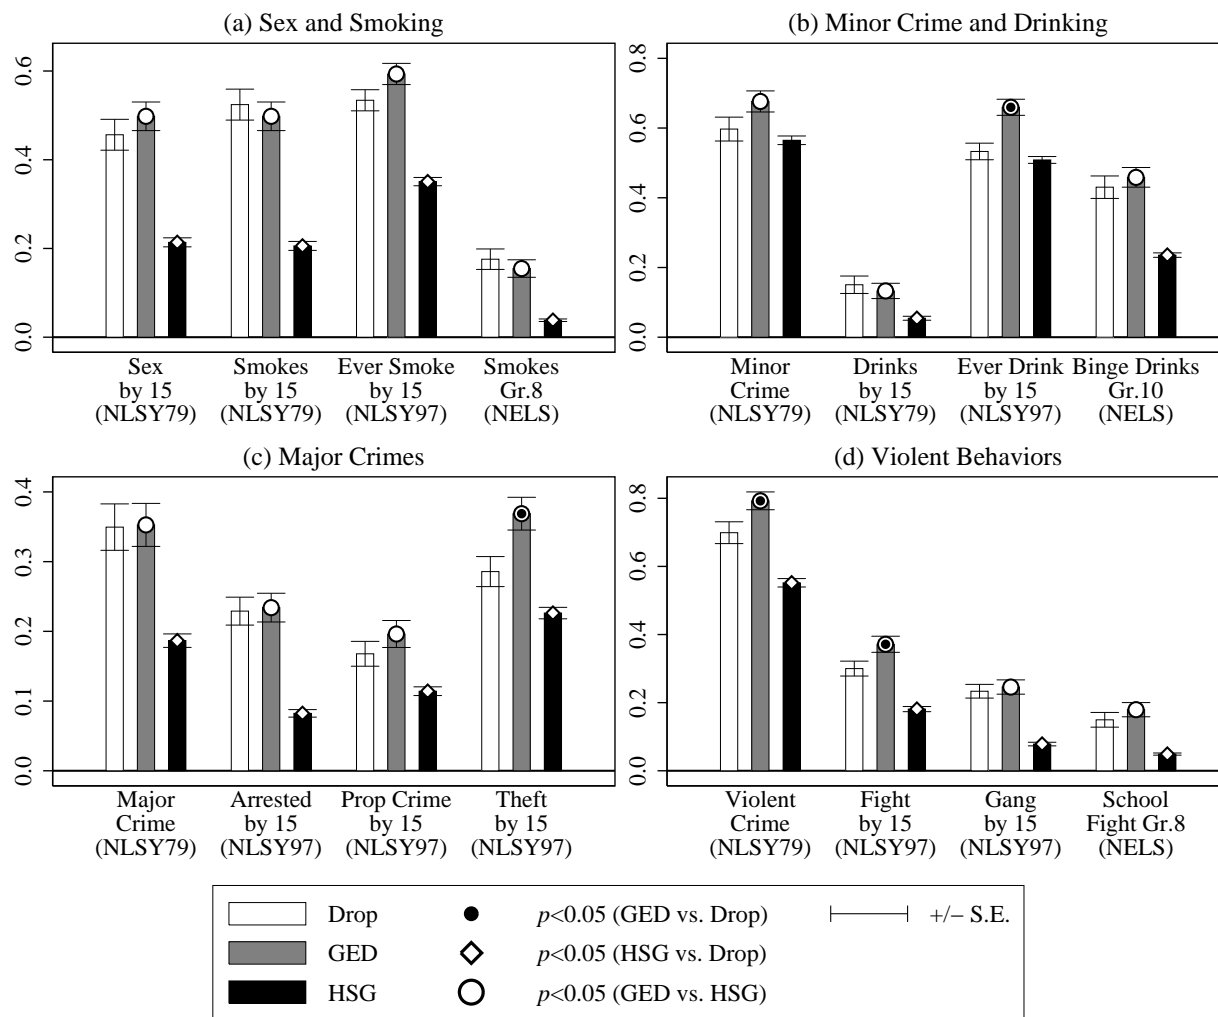 (a) Sex and Smoking
0.6
0.4
0.2
0.0
Sex Smokes Ever Smoke Smokes
by 15 by 15 by 15 Gr.8
(NLSY79) (NLSY79) (NLSY97) (NELS)
(b) Minor Crime and Drinking
0.8
0.6
0.4
0.2
0.0
Minor Drinks Ever Drink Binge Drinks
Crime by 15 by 15 Gr.10
(NLSY79) (NLSY79) (NLSY97) (NELS)
(c) Major Crimes
0.4
0.3
0.2
0.1
0.0
Major Arrested Prop Crime Theft
Crime by 15 by 15 by 15
(NLSY79) (NLSY97) (NLSY97) (NLSY97)
(d) Violent Behaviors
0.8
0.6
0.4
0.2
0.0
Violent Fight Gang School
Crime by 15 by 15 Fight Gr.8
(NLSY79) (NLSY97) (NLSY97) (NELS)
Drop p<0.05 (GED vs. Drop) +/− S.E.
GED p<0.05 (HSG vs. Drop)
HSG p<0.05 (GED vs. HSG)